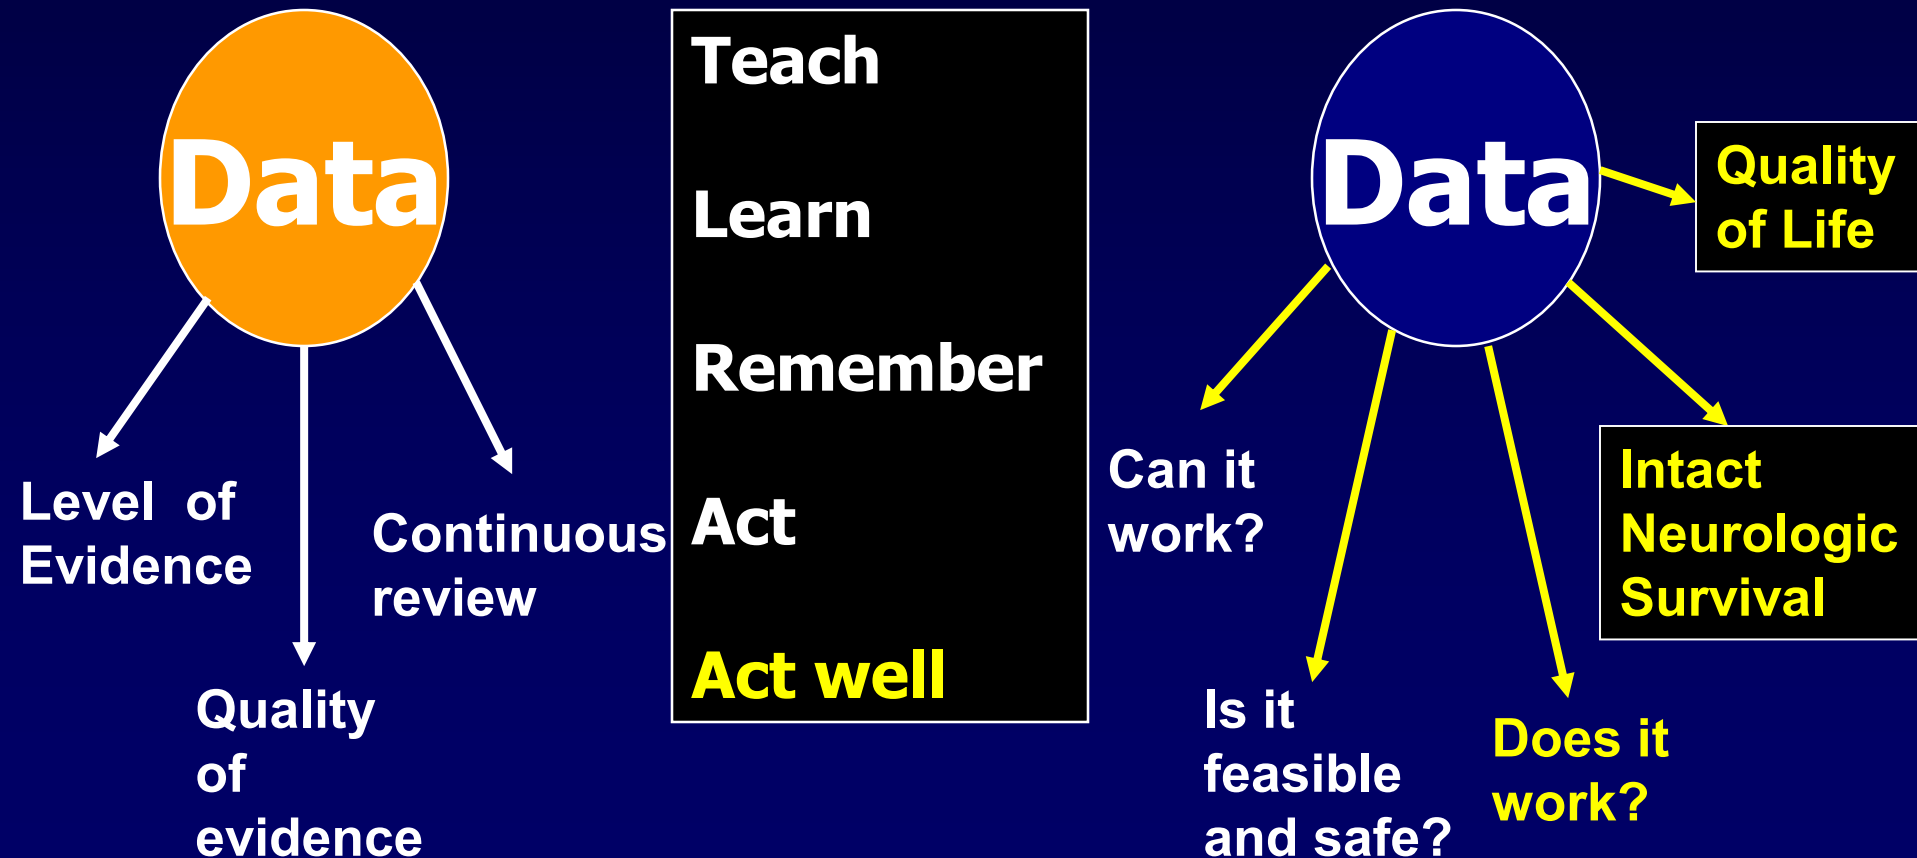 Data
Level of
Evidence
Quality
of
evidence
Continuous
review
Teach
Learn
Remember
Act
Act well
Data
Can it
work?
Is it
feasible
and safe?
Does it
work?
Intact
Neurologic
Survival
Quality
of Life